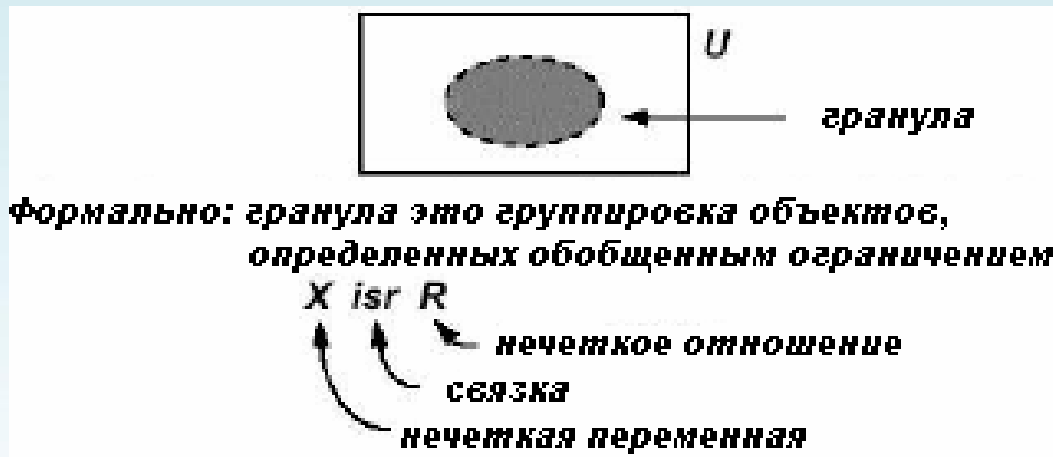 U
гранула
Формально: гранула это группировка объектов,
определенных обобщенным ограничением
X isr R
нечеткое отношение
связка
нечеткая переменная